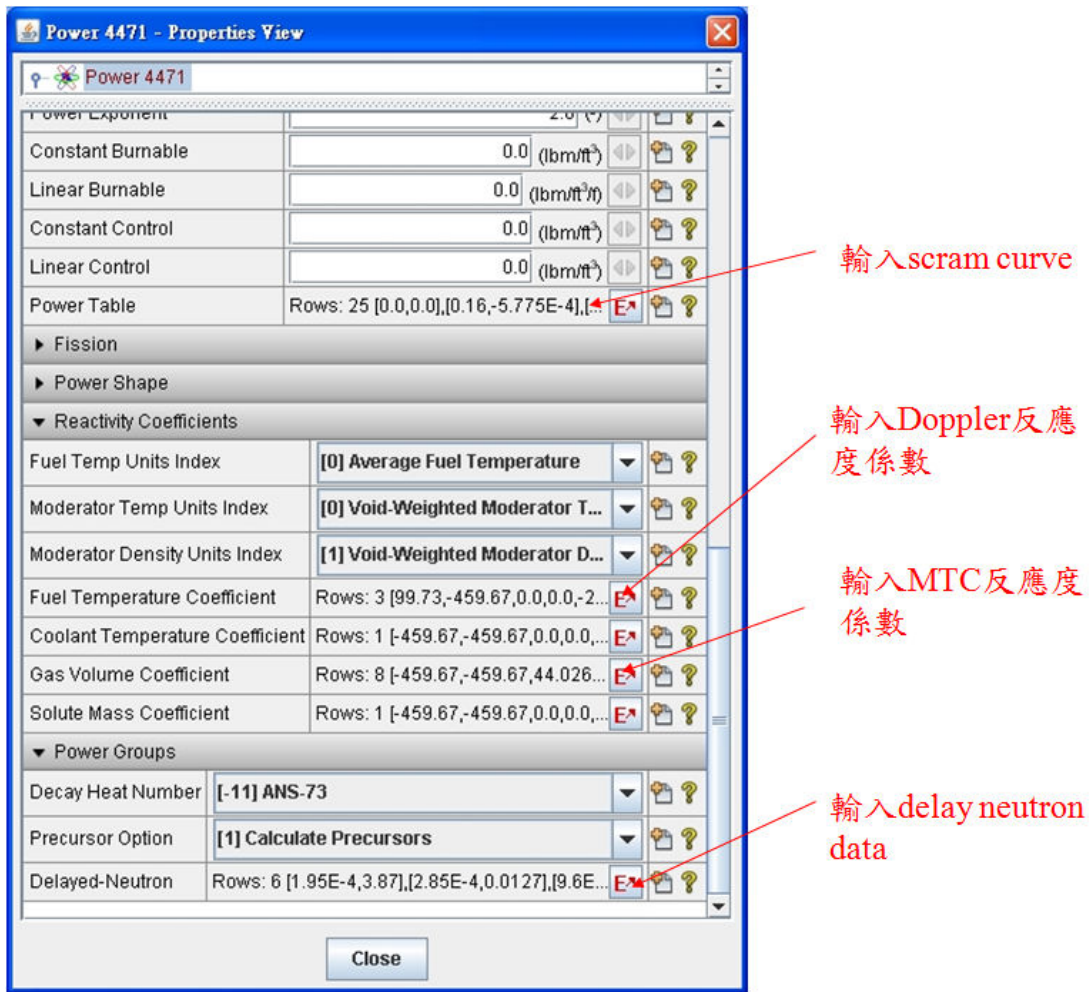 Power 4471 - Properties View
Power 4471
Power Exponent 2.0 (-)
Constant Burnable 0.0 (lbm/ft³)
Linear Burnable 0.0 (lbm/ft³/f)
Constant Control 0.0 (lbm/ft³)
Linear Control 0.0 (lbm/ft³)
Power Table Rows: 25 [0.0,0.0],[0.16,-5.775E-4],[... E
▸ Fission
▸ Power Shape
▾ Reactivity Coefficients
Fuel Temp Units Index [0] Average Fuel Temperature
Moderator Temp Units Index [0] Void-Weighted Moderator T...
Moderator Density Units Index [1] Void-Weighted Moderator D...
Fuel Temperature Coefficient Rows: 3 [99.73,-459.67,0.0,0.0,-2... E
Coolant Temperature Coefficient Rows: 1 [-459.67,-459.67,0.0,0.0,... E
Gas Volume Coefficient Rows: 8 [-459.67,-459.67,44.026... E
Solute Mass Coefficient Rows: 1 [-459.67,-459.67,0.0,0.0,... E
▾ Power Groups
Decay Heat Number [-11] ANS-73
Precursor Option [1] Calculate Precursors
Delayed-Neutron Rows: 6 [1.95E-4,3.87],[2.85E-4,0.0127],[9.6E... E
Close
輸入scram curve
輸入Doppler反應
度係數
輸入MTC反應度
係數
輸入delay neutron
data